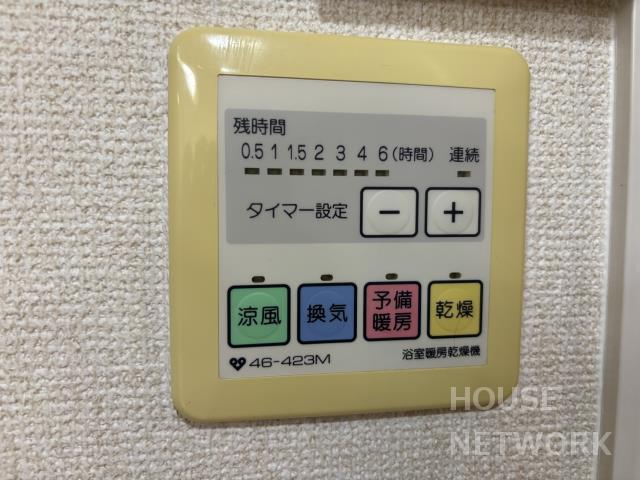 残時間
0.5 1 1.5 2 3 4 6 (時間) 連続
タイマー設定 − +
涼風 換気 予備暖房 乾燥
46-423M 浴室暖房乾燥機
HOUSE
NETWORK